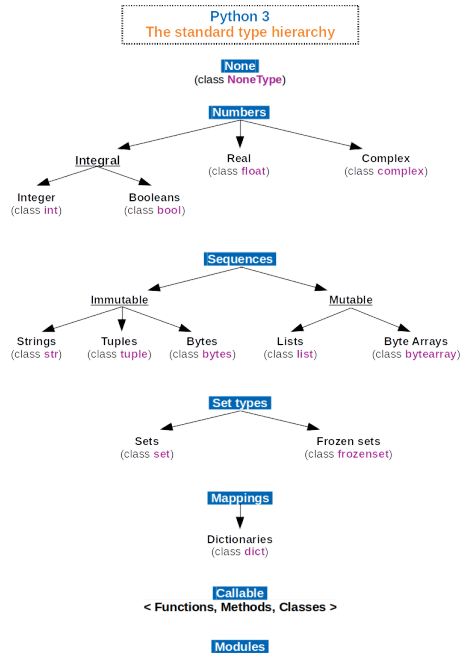 Python 3
The standard type hierarchy
None
(class NoneType)
Numbers
Integral
Real
(class float)
Complex
(class complex)
Integer
(class int)
Booleans
(class bool)
Sequences
Immutable
Mutable
Strings
(class str)
Tuples
(class tuple)
Bytes
(class bytes)
Lists
(class list)
Byte Arrays
(class bytearray)
Set types
Sets
(class set)
Frozen sets
(class frozenset)
Mappings
Dictionaries
(class dict)
Callable
< Functions, Methods, Classes >
Modules